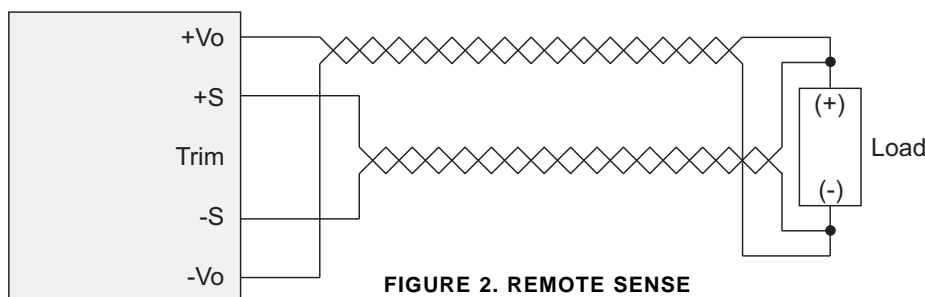 +Vo
+S
Trim
-S
-Vo
(+)
Load
(-)
FIGURE 2. REMOTE SENSE